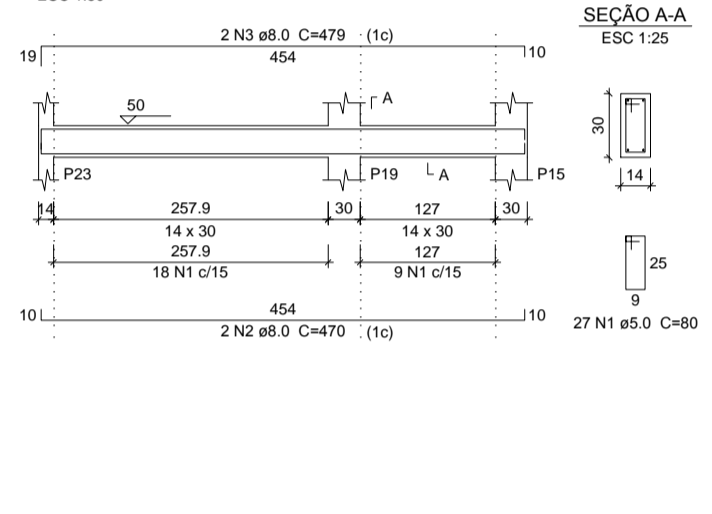 SEÇÃO A-A
ESC 1:25
2 N3 ø8.0 C=479 (1c)
19
454
10
50
A
30
P23
P19
A
P15
14
14
257.9
30
127
30
14 x 30
14 x 30
257.9
127
25
18 N1 c/15
9 N1 c/15
9
10
454
10
27 N1 ø5.0 C=80
2 N2 ø8.0 C=470 (1c)